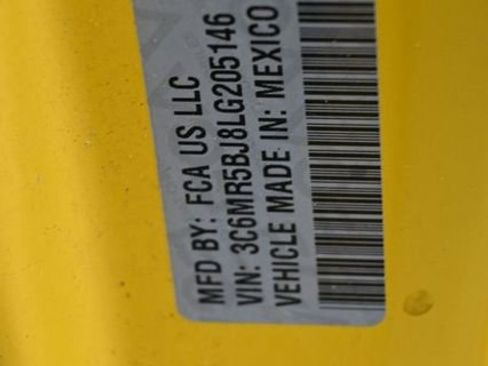 MFD BY: FCA US LLC
VIN: 3C6MR5BJ8LG205146
VEHICLE MADE IN: MEXICO